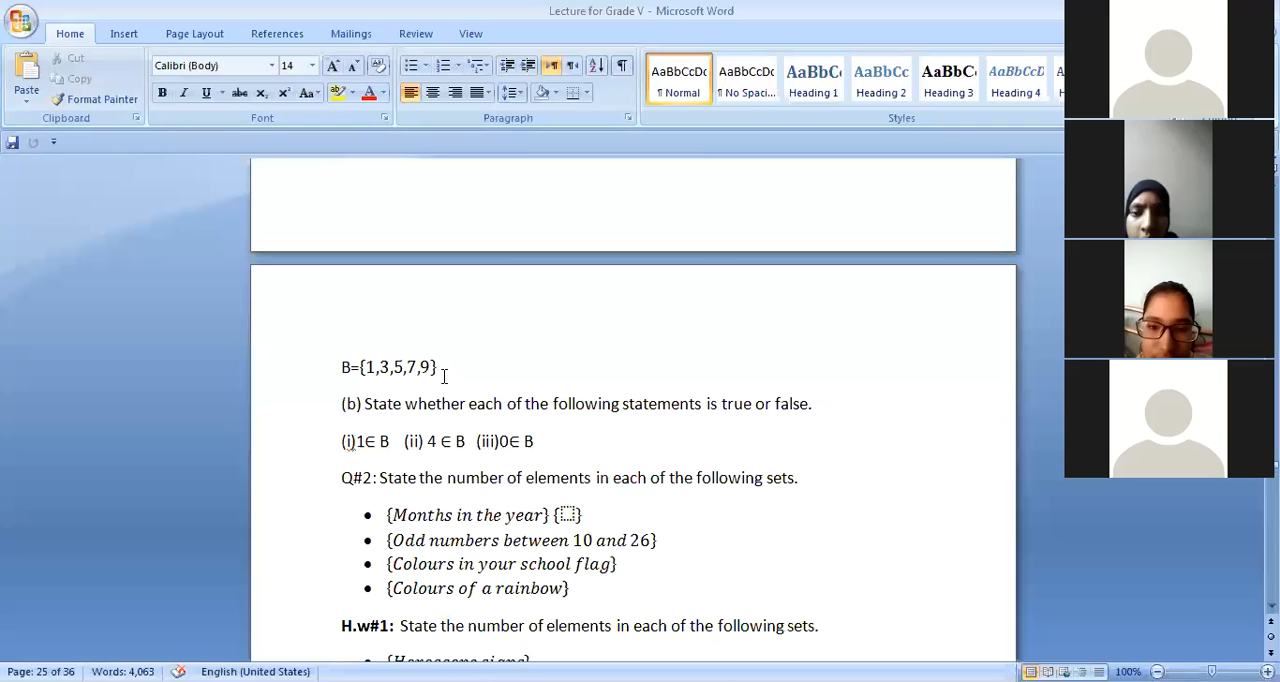 Lecture for Grade V - Microsoft Word
Home Insert Page Layout References Mailings Review View
Cut
Copy
Paste
Format Painter
Calibri (Body) 14
AaBbCcDc AaBbCcDc AaBbC AaBbCc AaBbC AaBbCcD
¶ Normal ¶ No Spaci... Heading 1 Heading 2 Heading 3 Heading 4
Clipboard Font Paragraph Styles
B={1,3,5,7,9}
(b) State whether each of the following statements is true or false.
(i)1∈ B (ii) 4 ∈ B (iii)0∈ B
Q#2: State the number of elements in each of the following sets.
• {Months in the year} {⬚}
• {Odd numbers between 10 and 26}
• {Colours in your school flag}
• {Colours of a rainbow}
H.w#1: State the number of elements in each of the following sets.
Page: 25 of 36 Words: 4,063 English (United States) 100%